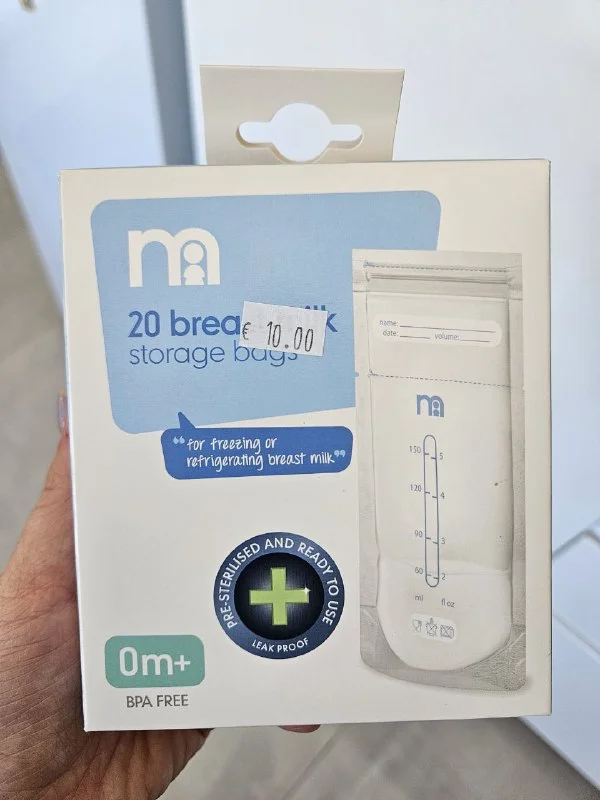 m
20 brea k
€ 10.00
storage bags
"for freezing or
refrigerating breast milk"
PRE-STERILISED AND READY TO USE
LEAK PROOF
0m+
BPA FREE
name:
date: volume:
m
150 5
120 4
90 3
60 2
ml fl oz